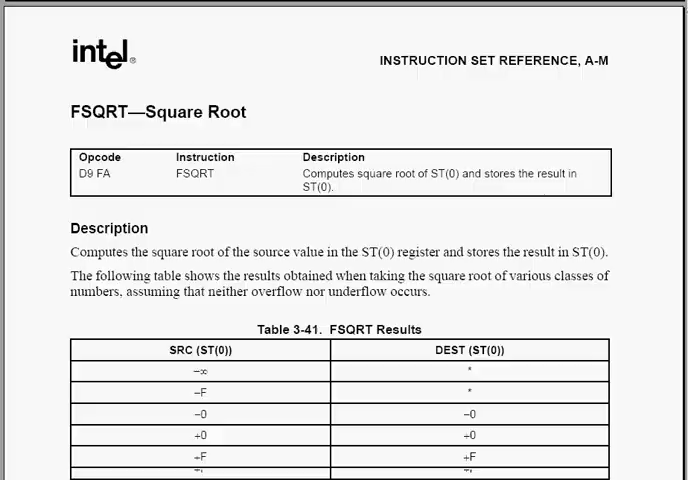 intel®
INSTRUCTION SET REFERENCE, A-M
FSQRT—Square Root
Opcode Instruction Description
D9 FA FSQRT Computes square root of ST(0) and stores the result in
ST(0).
Description
Computes the square root of the source value in the ST(0) register and stores the result in ST(0).
The following table shows the results obtained when taking the square root of various classes of
numbers, assuming that neither overflow nor underflow occurs.
Table 3-41. FSQRT Results
SRC (ST(0)) DEST (ST(0))
−∞ *
−F *
−0 −0
+0 +0
+F +F